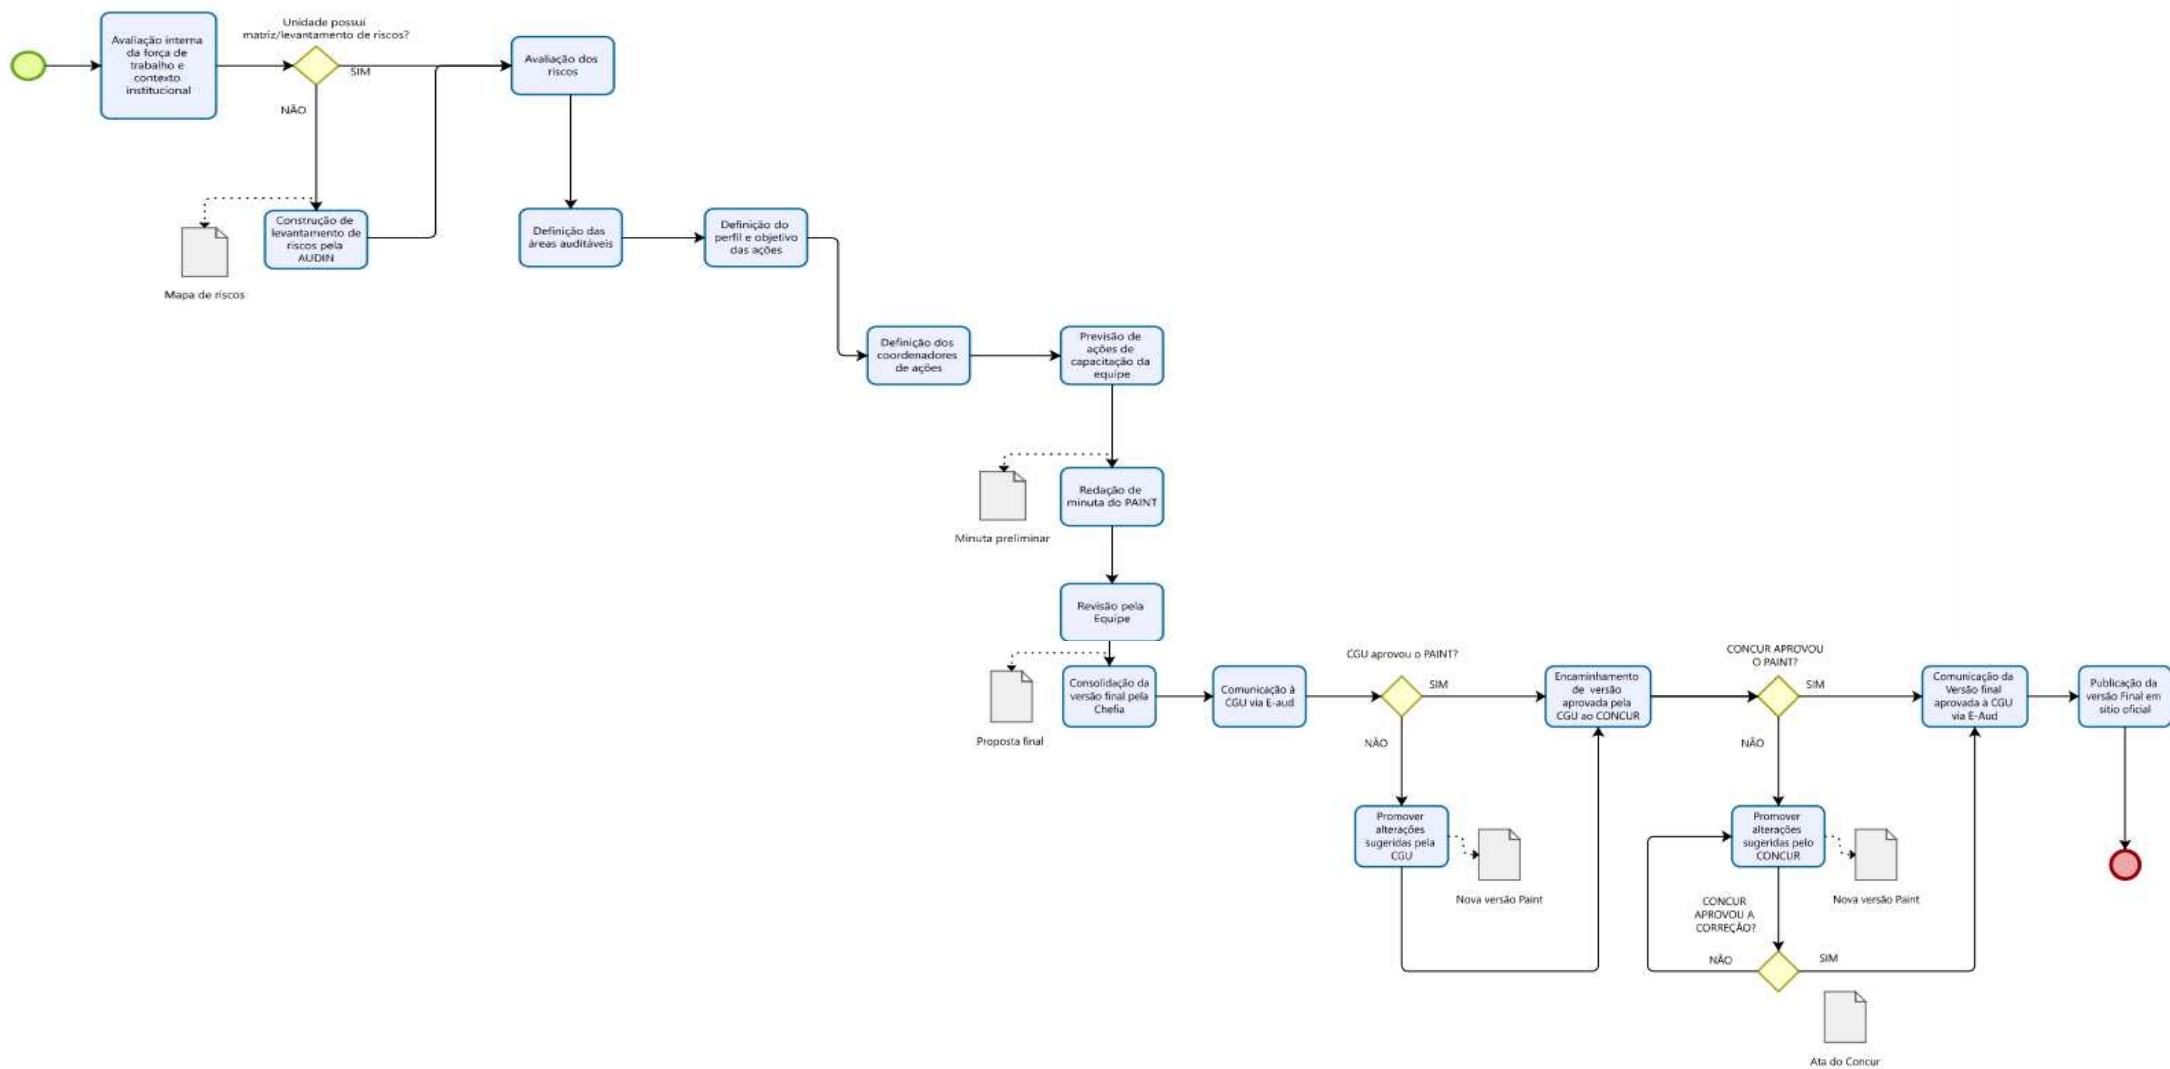 Avaliação interna
da força de
trabalho e
contexto
institucional
Unidade possui
matriz/levantamento de riscos?
SIM
NÃO
Avaliação dos
riscos
Construção de
levantamento de
riscos pela
AUDIN
Mapa de riscos
Definição das
áreas auditáveis
Definição do
perfil e objetivo
das ações
Definição dos
coordenadores
de ações
Previsão de
ações de
capacitação da
equipe
Redação de
minuta do PAINT
Minuta preliminar
Revisão pela
Equipe
Consolidação da
versão final pela
Chefia
Proposta final
Comunicação à
CGU via E-aud
CGU aprovou o PAINT?
SIM
NÃO
Encaminhamento
de versão
aprovada pela
CGU ao CONCUR
Promover
alterações
sugeridas pela
CGU
Nova versão Paint
CONCUR APROVOU
O PAINT?
SIM
NÃO
Comunicação da
Versão final
aprovada à CGU
via E-Aud
Publicação da
versão Final em
sítio oficial
Promover
alterações
sugeridas pelo
CONCUR
Nova versão Paint
CONCUR
APROVOU A
CORREÇÃO?
NÃO
SIM
Ata do Concur